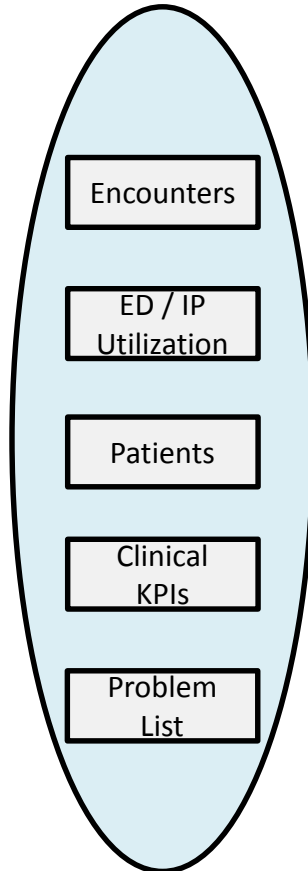 Encounters
ED / IP
Utilization
Patients
Clinical
KPIs
Problem
List